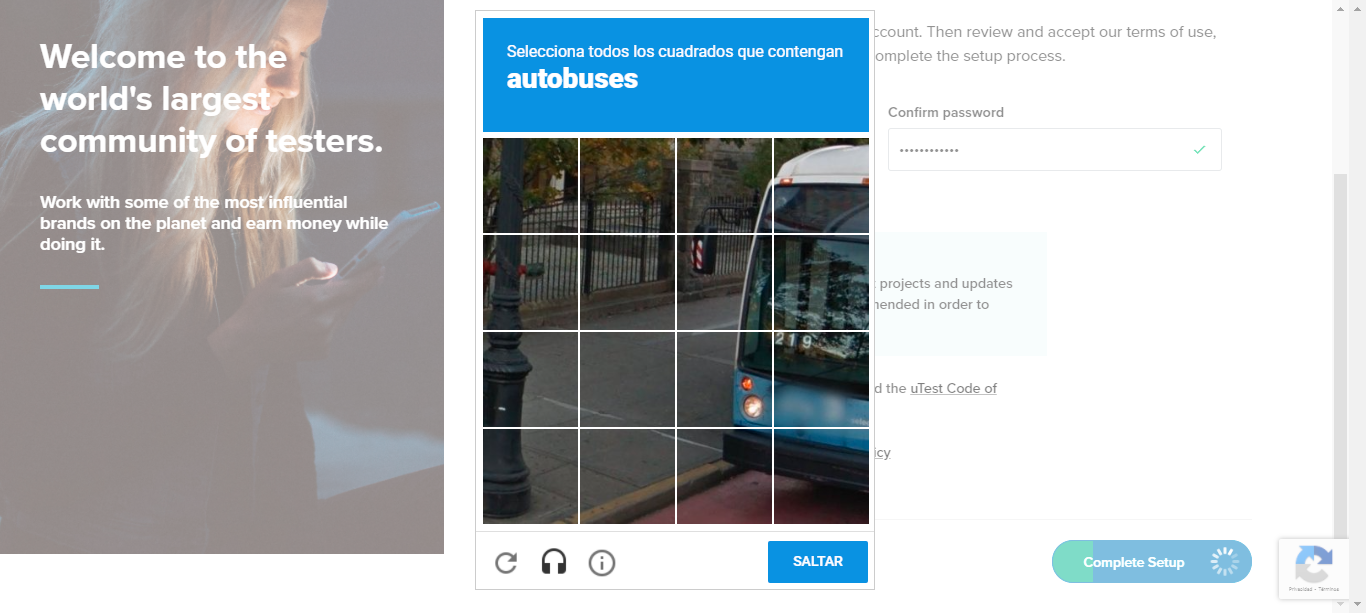 Welcome to the
world's largest
community of testers.
Work with some of the most influential
brands on the planet and earn money while
doing it.
Selecciona todos los cuadrados que contengan
autobuses
219
SALTAR
ccount. Then review and accept our terms of use,
omplete the setup process.
Confirm password
projects and updates
nended in order to
d the uTest Code of
icy
Complete Setup
Privacidad - Términos